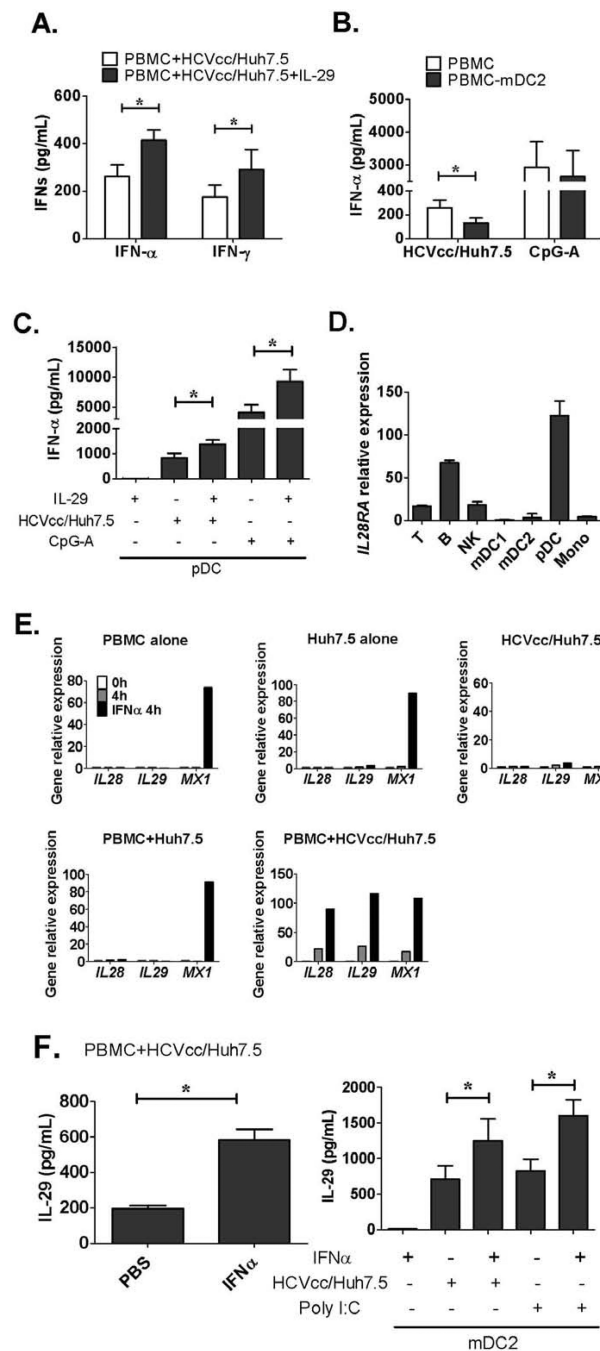 A.
PBMC+HCVcc/Huh7.5
PBMC+HCVcc/Huh7.5+IL-29
IFNs (pg/mL)
600
400
200
0
*
*
IFN-α
IFN-γ
B.
PBMC
PBMC-mDC2
IFN-α (pg/mL)
5000
3000
1000
400
200
0
*
HCVcc/Huh7.5
CpG-A
C.
IFN-α (pg/mL)
15000
10000
5000
2000
1000
0
*
*
IL-29 + - + - +
HCVcc/Huh7.5 - + + - -
CpG-A - - - + +
pDC
D.
IL28RA relative expression
150
100
50
0
T
B
NK
mDC1
mDC2
pDC
Mono
E.
PBMC alone
Gene relative expression
80
60
40
20
0
0h
4h
IFNα 4h
IL28 IL29 MX1
Huh7.5 alone
Gene relative expression
100
80
60
40
20
0
IL28 IL29 MX1
HCVcc/Huh7.5
Gene relative expression
60
40
20
0
IL28 IL29 MX1
PBMC+Huh7.5
Gene relative expression
100
80
60
40
20
0
IL28 IL29 MX1
PBMC+HCVcc/Huh7.5
Gene relative expression
150
100
50
0
IL28 IL29 MX1
F.
PBMC+HCVcc/Huh7.5
IL-29 (pg/mL)
800
600
400
200
0
*
PBS
IFNα
IL-29 (pg/mL)
2000
1500
1000
500
0
*
*
IFNα + - + - +
HCVcc/Huh7.5 - + + - -
Poly I:C - - - + +
mDC2